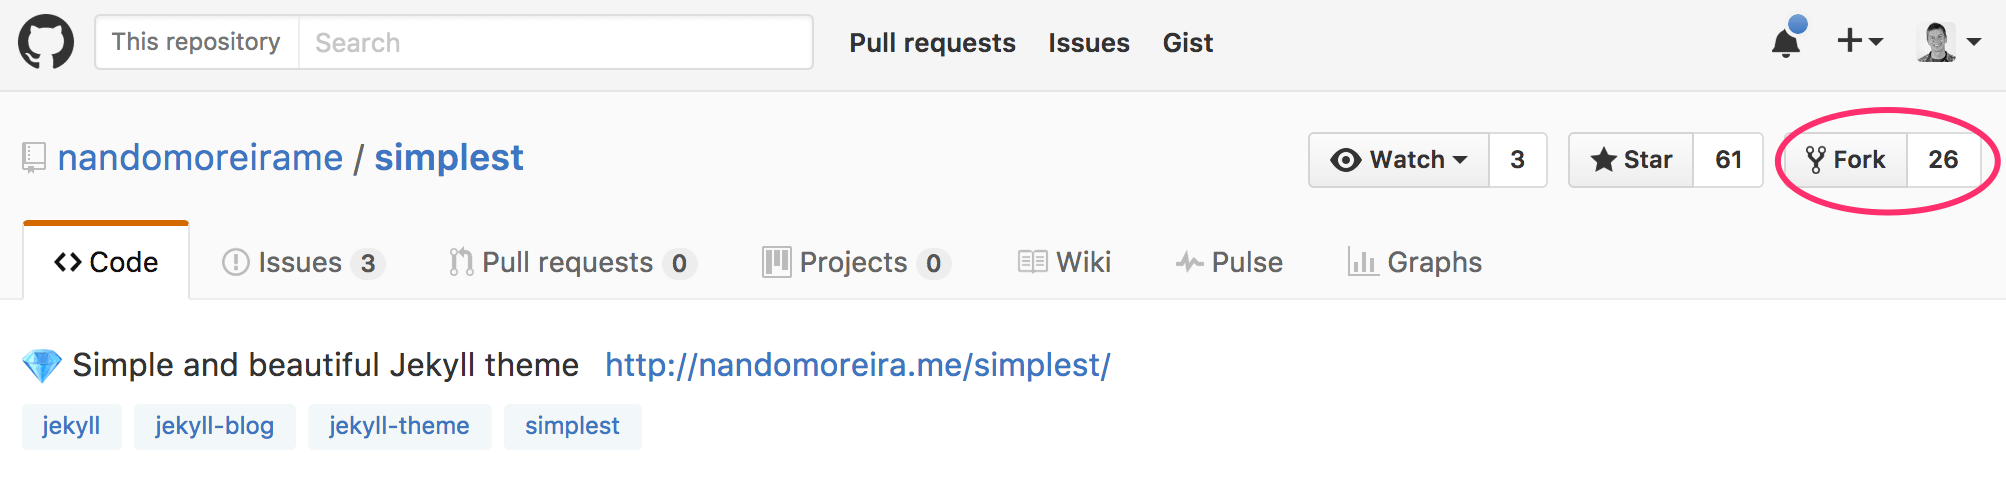 This repository Search Pull requests Issues Gist
nandomoreirame / simplest Watch 3 Star 61 Fork 26
Code Issues 3 Pull requests 0 Projects 0 Wiki Pulse Graphs
Simple and beautiful Jekyll theme http://nandomoreira.me/simplest/
jekyll jekyll-blog jekyll-theme simplest